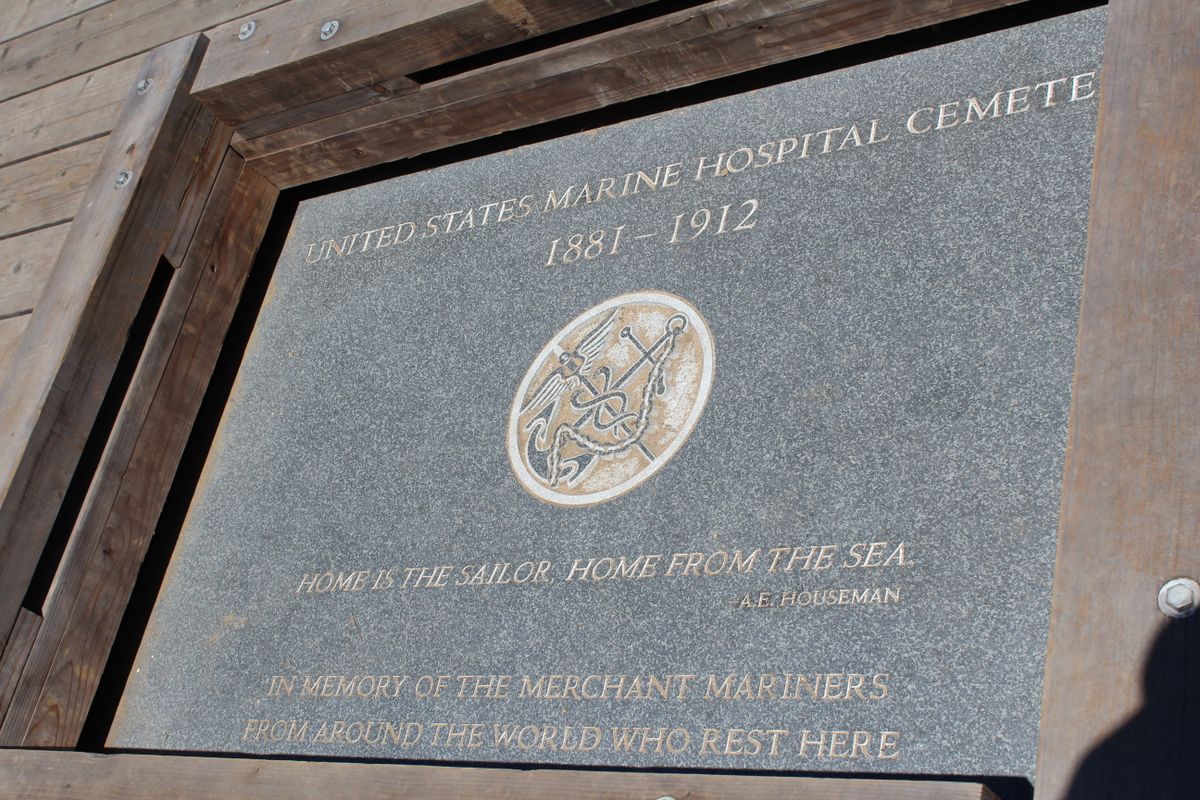 UNITED STATES MARINE HOSPITAL CEMETE
1881 – 1912
HOME IS THE SAILOR, HOME FROM THE SEA.
–A.E. HOUSEMAN
IN MEMORY OF THE MERCHANT MARINERS
FROM AROUND THE WORLD WHO REST HERE